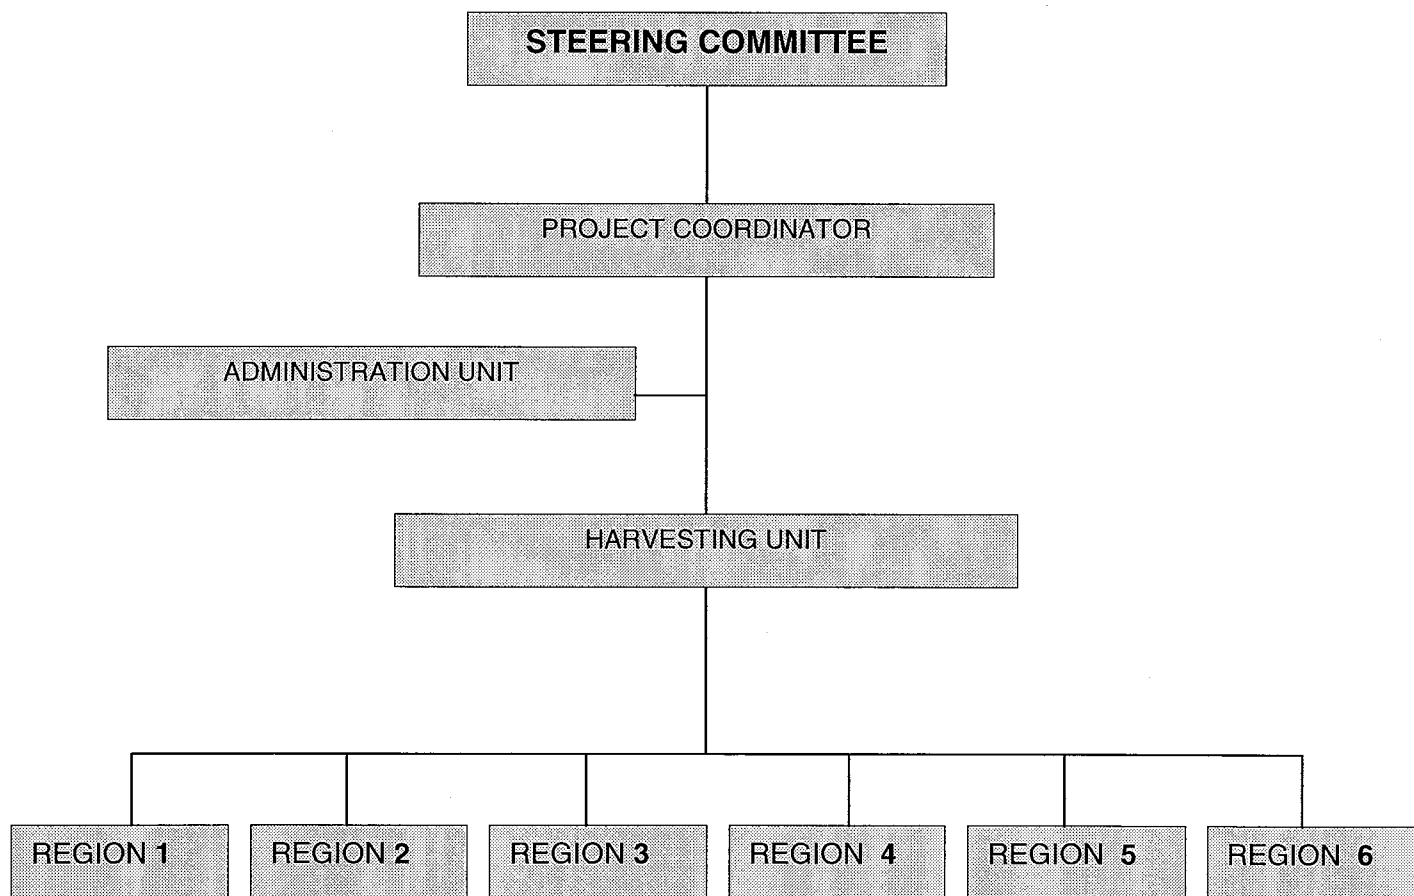 STEERING COMMITTEE
PROJECT COORDINATOR
ADMINISTRATION UNIT
HARVESTING UNIT
REGION 1
REGION 2
REGION 3
REGION 4
REGION 5
REGION 6